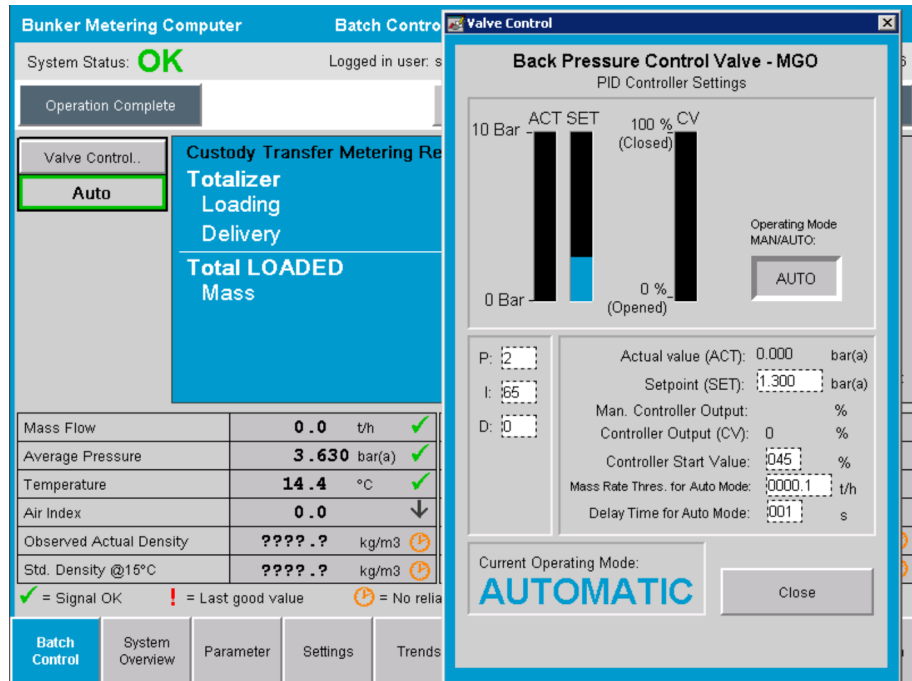 Bunker Metering Computer
Batch Contro
System Status: OK
Logged in user: s
Operation Complete
Valve Control..
Auto
Custody Transfer Metering Re
Totalizer
Loading
Delivery
Total LOADED
Mass
Mass Flow 0.0 t/h
Average Pressure 3.630 bar(a)
Temperature 14.4 °C
Air Index 0.0
Observed Actual Density ????.? kg/m3
Std. Density @15°C ????.? kg/m3
✓ = Signal OK ! = Last good value = No relia
Batch Control
System Overview
Parameter
Settings
Trends
Valve Control
Back Pressure Control Valve - MGO
PID Controller Settings
ACT SET CV
10 Bar
100 %
(Closed)
0 Bar
0 %
(Opened)
Operating Mode
MAN/AUTO:
AUTO
P: 2
I: 65
D: 0
Actual value (ACT): 0.000 bar(a)
Setpoint (SET): 1.300 bar(a)
Man. Controller Output: %
Controller Output (CV): 0 %
Controller Start Value: 045 %
Mass Rate Thres. for Auto Mode: 0000.1 t/h
Delay Time for Auto Mode: 001 s
Current Operating Mode:
AUTOMATIC
Close